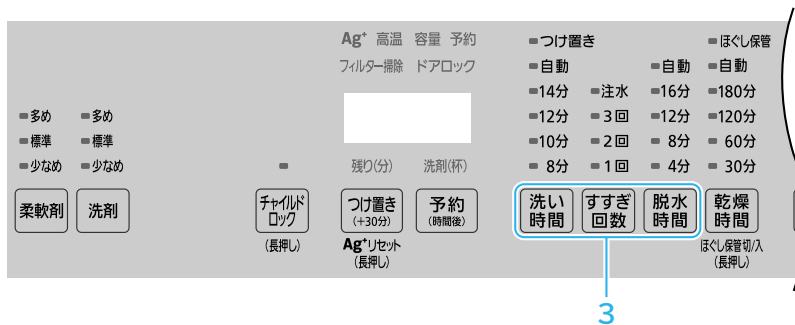 Ag+ 高温 容量 予約
フィルター掃除 ドアロック
つけ置き
ほぐし保管
自動 自動 自動
14分 注水 16分 180分
多め 多め
12分 3回 12分 120分
標準 標準
10分 2回 8分 60分
少なめ 少なめ
残り(分) 洗剤(杯)
8分 1回 4分 30分
柔軟剤
洗剤
チャイルド
ロック
(長押し)
つけ置き
(+30分)
Ag+リセット
(長押し)
予約
(時間後)
洗い
時間
すすぎ
回数
脱水
時間
乾燥
時間
ほぐし保管切/入
(長押し)
3